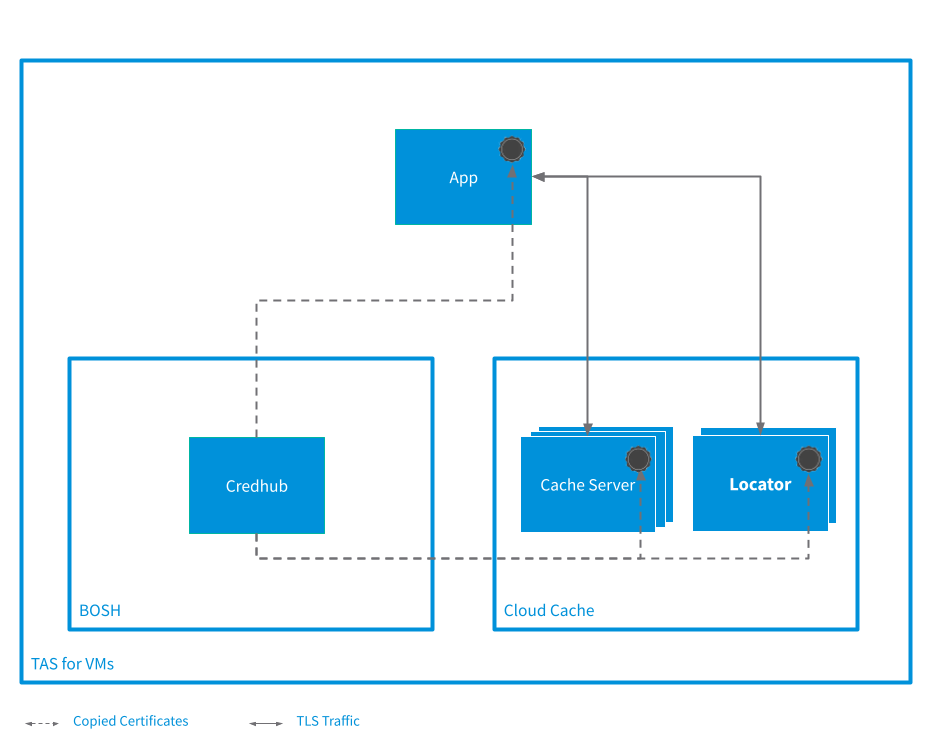 App
Credhub
Cache Server
Locator
BOSH
Cloud Cache
TAS for VMs
Copied Certificates
TLS Traffic